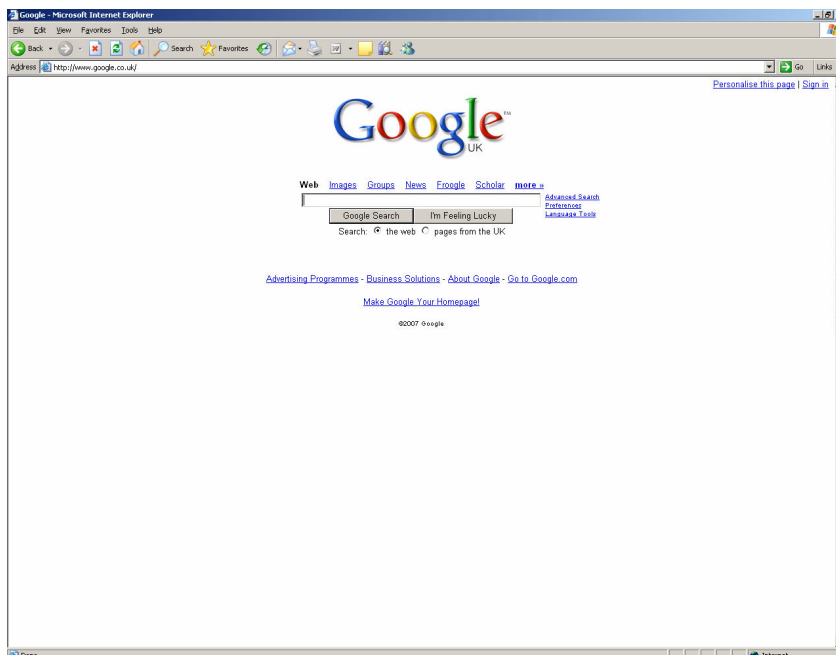 Google - Microsoft Internet Explorer
File Edit View Favorites Tools Help
Back Search Favorites
Address http://www.google.co.uk/ Go Links
Personalise this page | Sign in
Google™
UK
Web Images Groups News Froogle Scholar more »
Advanced Search
Preferences
Language Tools
Google Search I'm Feeling Lucky
Search: the web pages from the UK
Advertising Programmes - Business Solutions - About Google - Go to Google.com
Make Google Your Homepage!
©2007 Google
Done Internet